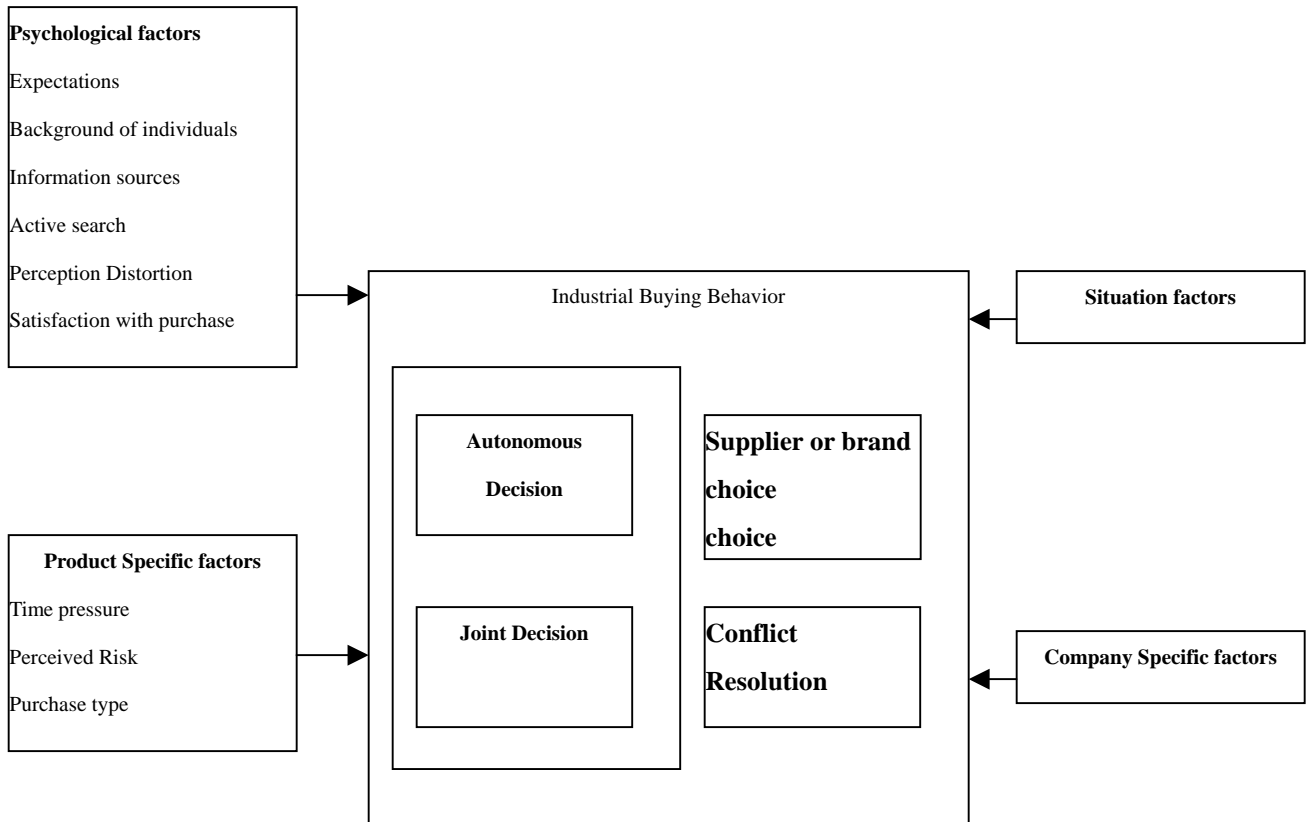 Psychological factors
Expectations
Background of individuals
Information sources
Active search
Perception Distortion
Satisfaction with purchase
Industrial Buying Behavior
Situation factors
Autonomous
Decision
Supplier or brand
choice
choice
Product Specific factors
Time pressure
Perceived Risk
Purchase type
Joint Decision
Conflict
Resolution
Company Specific factors